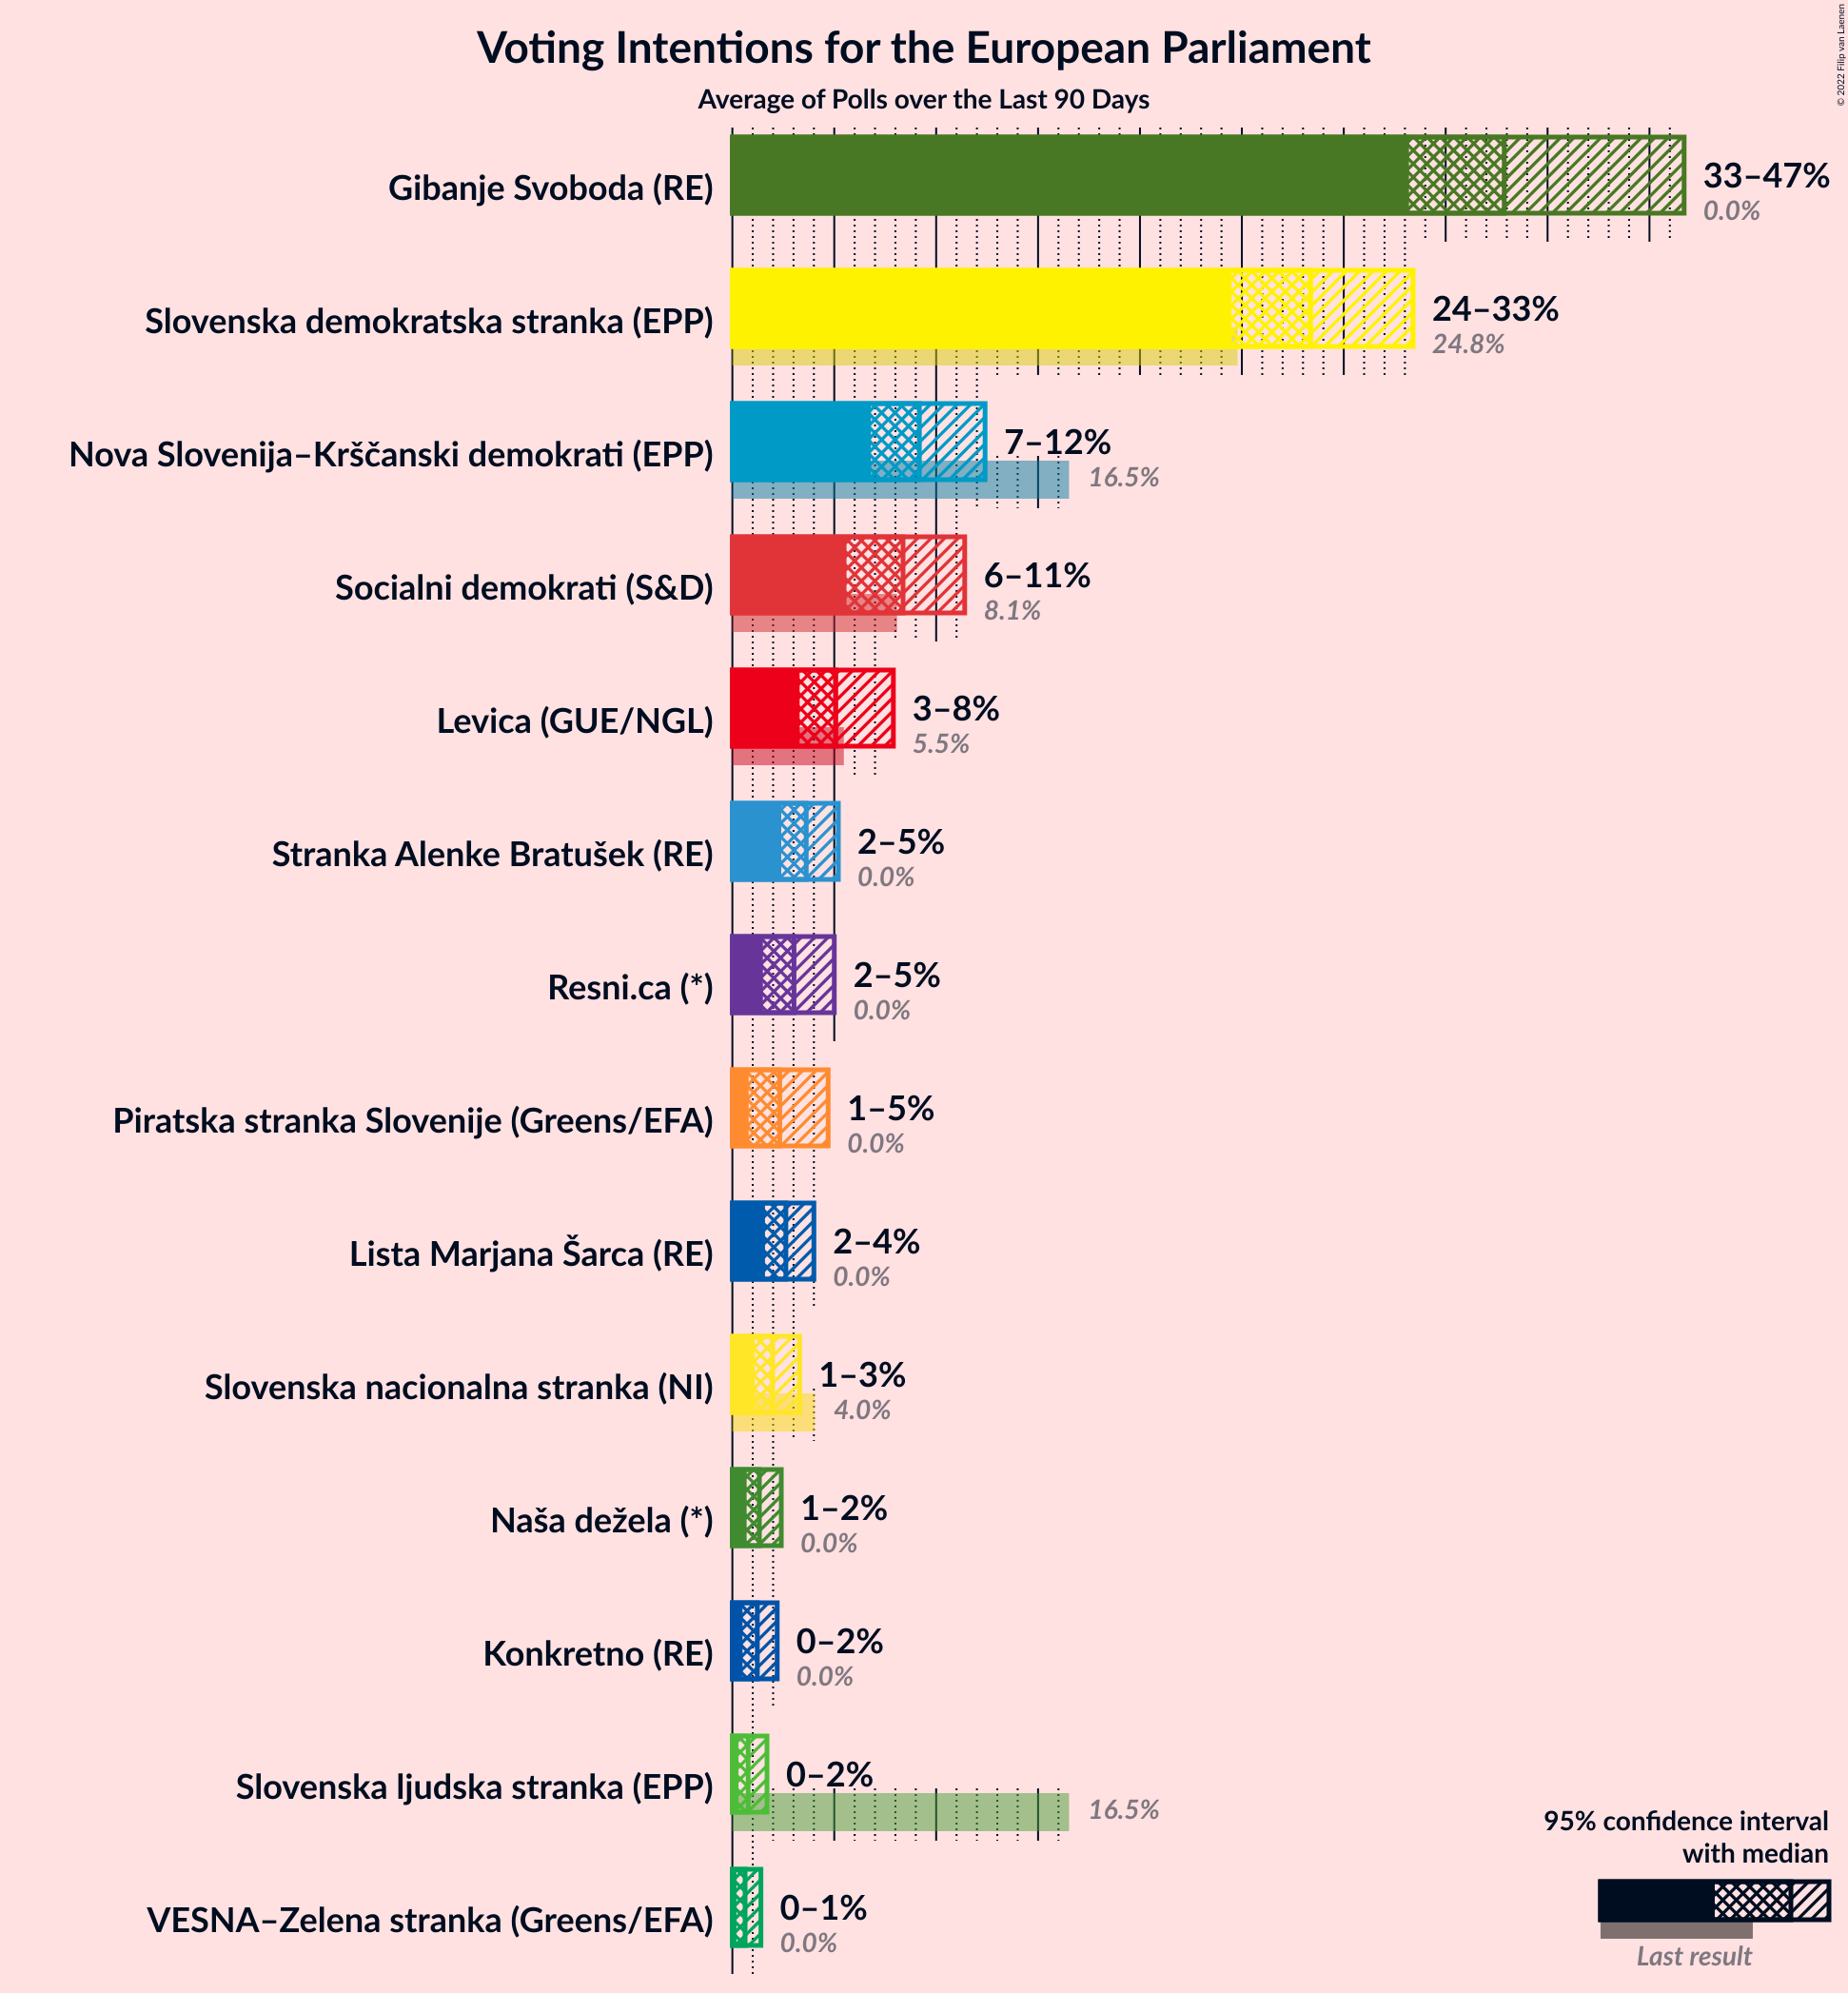 Voting Intentions for the European Parliament
Average of Polls over the Last 90 Days
© 2022 Filip van Laenen
Gibanje Svoboda (RE)
33–47%
0.0%
Slovenska demokratska stranka (EPP)
24–33%
24.8%
Nova Slovenija–Krščanski demokrati (EPP)
7–12%
16.5%
Socialni demokrati (S&D)
6–11%
8.1%
Levica (GUE/NGL)
3–8%
5.5%
Stranka Alenke Bratušek (RE)
2–5%
0.0%
Resni.ca (*)
2–5%
0.0%
Piratska stranka Slovenije (Greens/EFA)
1–5%
0.0%
Lista Marjana Šarca (RE)
2–4%
0.0%
Slovenska nacionalna stranka (NI)
1–3%
4.0%
Naša dežela (*)
1–2%
0.0%
Konkretno (RE)
0–2%
0.0%
Slovenska ljudska stranka (EPP)
0–2%
16.5%
VESNA–Zelena stranka (Greens/EFA)
0–1%
0.0%
95% confidence interval
with median
Last result